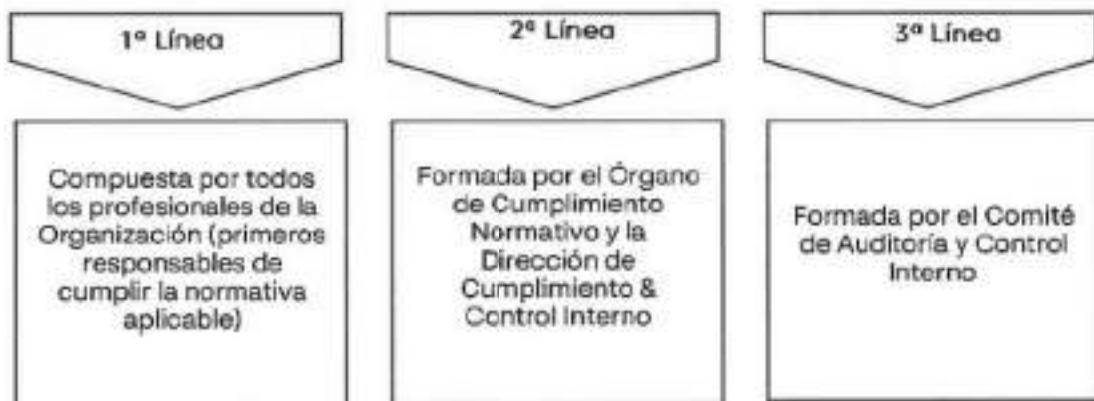 1ª Línea
Compuesta por todos
los profesionales de la
Organización (primeros
responsables de
cumplir la normativa
aplicable)
2ª Línea
Formada por el Órgano
de Cumplimiento
Normativo y la
Dirección de
Cumplimiento &
Control Interno
3ª Línea
Formada por el Comité
de Auditoría y Control
Interno